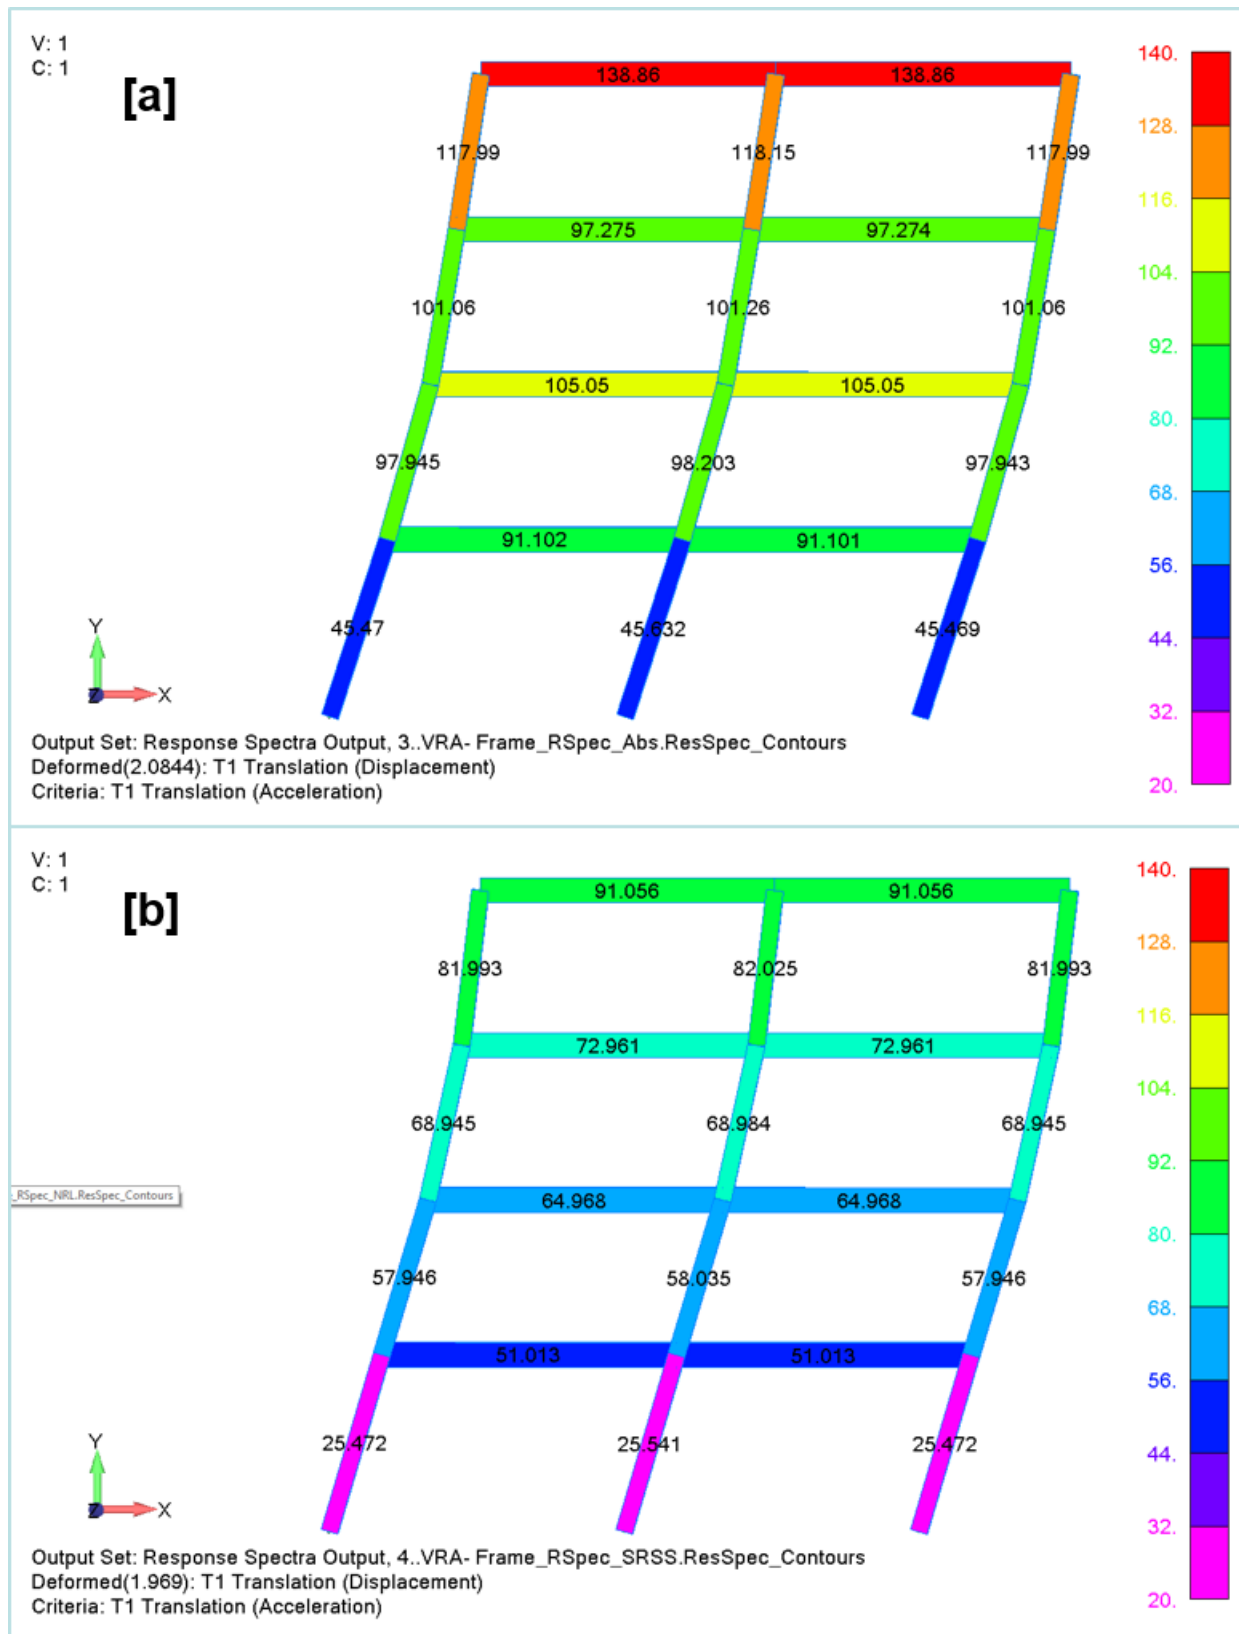 V: 1
C: 1
[a]
140.
128.
116.
104.
92.
80.
68.
56.
44.
32.
20.
138.86 138.86
117.99 118.15 117.99
97.275 97.274
101.06 101.26 101.06
105.05 105.05
97.945 98.203 97.943
91.102 91.101
45.47 45.632 45.469
Y
Z X
Output Set: Response Spectra Output, 3..VRA- Frame_RSpec_Abs.ResSpec_Contours
Deformed(2.0844): T1 Translation (Displacement)
Criteria: T1 Translation (Acceleration)
V: 1
C: 1
[b]
140.
128.
116.
104.
92.
80.
68.
56.
44.
32.
20.
91.056 91.056
81.993 82.025 81.993
72.961 72.961
68.945 68.984 68.945
_RSpec_NRL.ResSpec_Contours
64.968 64.968
57.946 58.035 57.946
51.013 51.013
25.472 25.541 25.472
Y
Z X
Output Set: Response Spectra Output, 4..VRA- Frame_RSpec_SRSS.ResSpec_Contours
Deformed(1.969): T1 Translation (Displacement)
Criteria: T1 Translation (Acceleration)